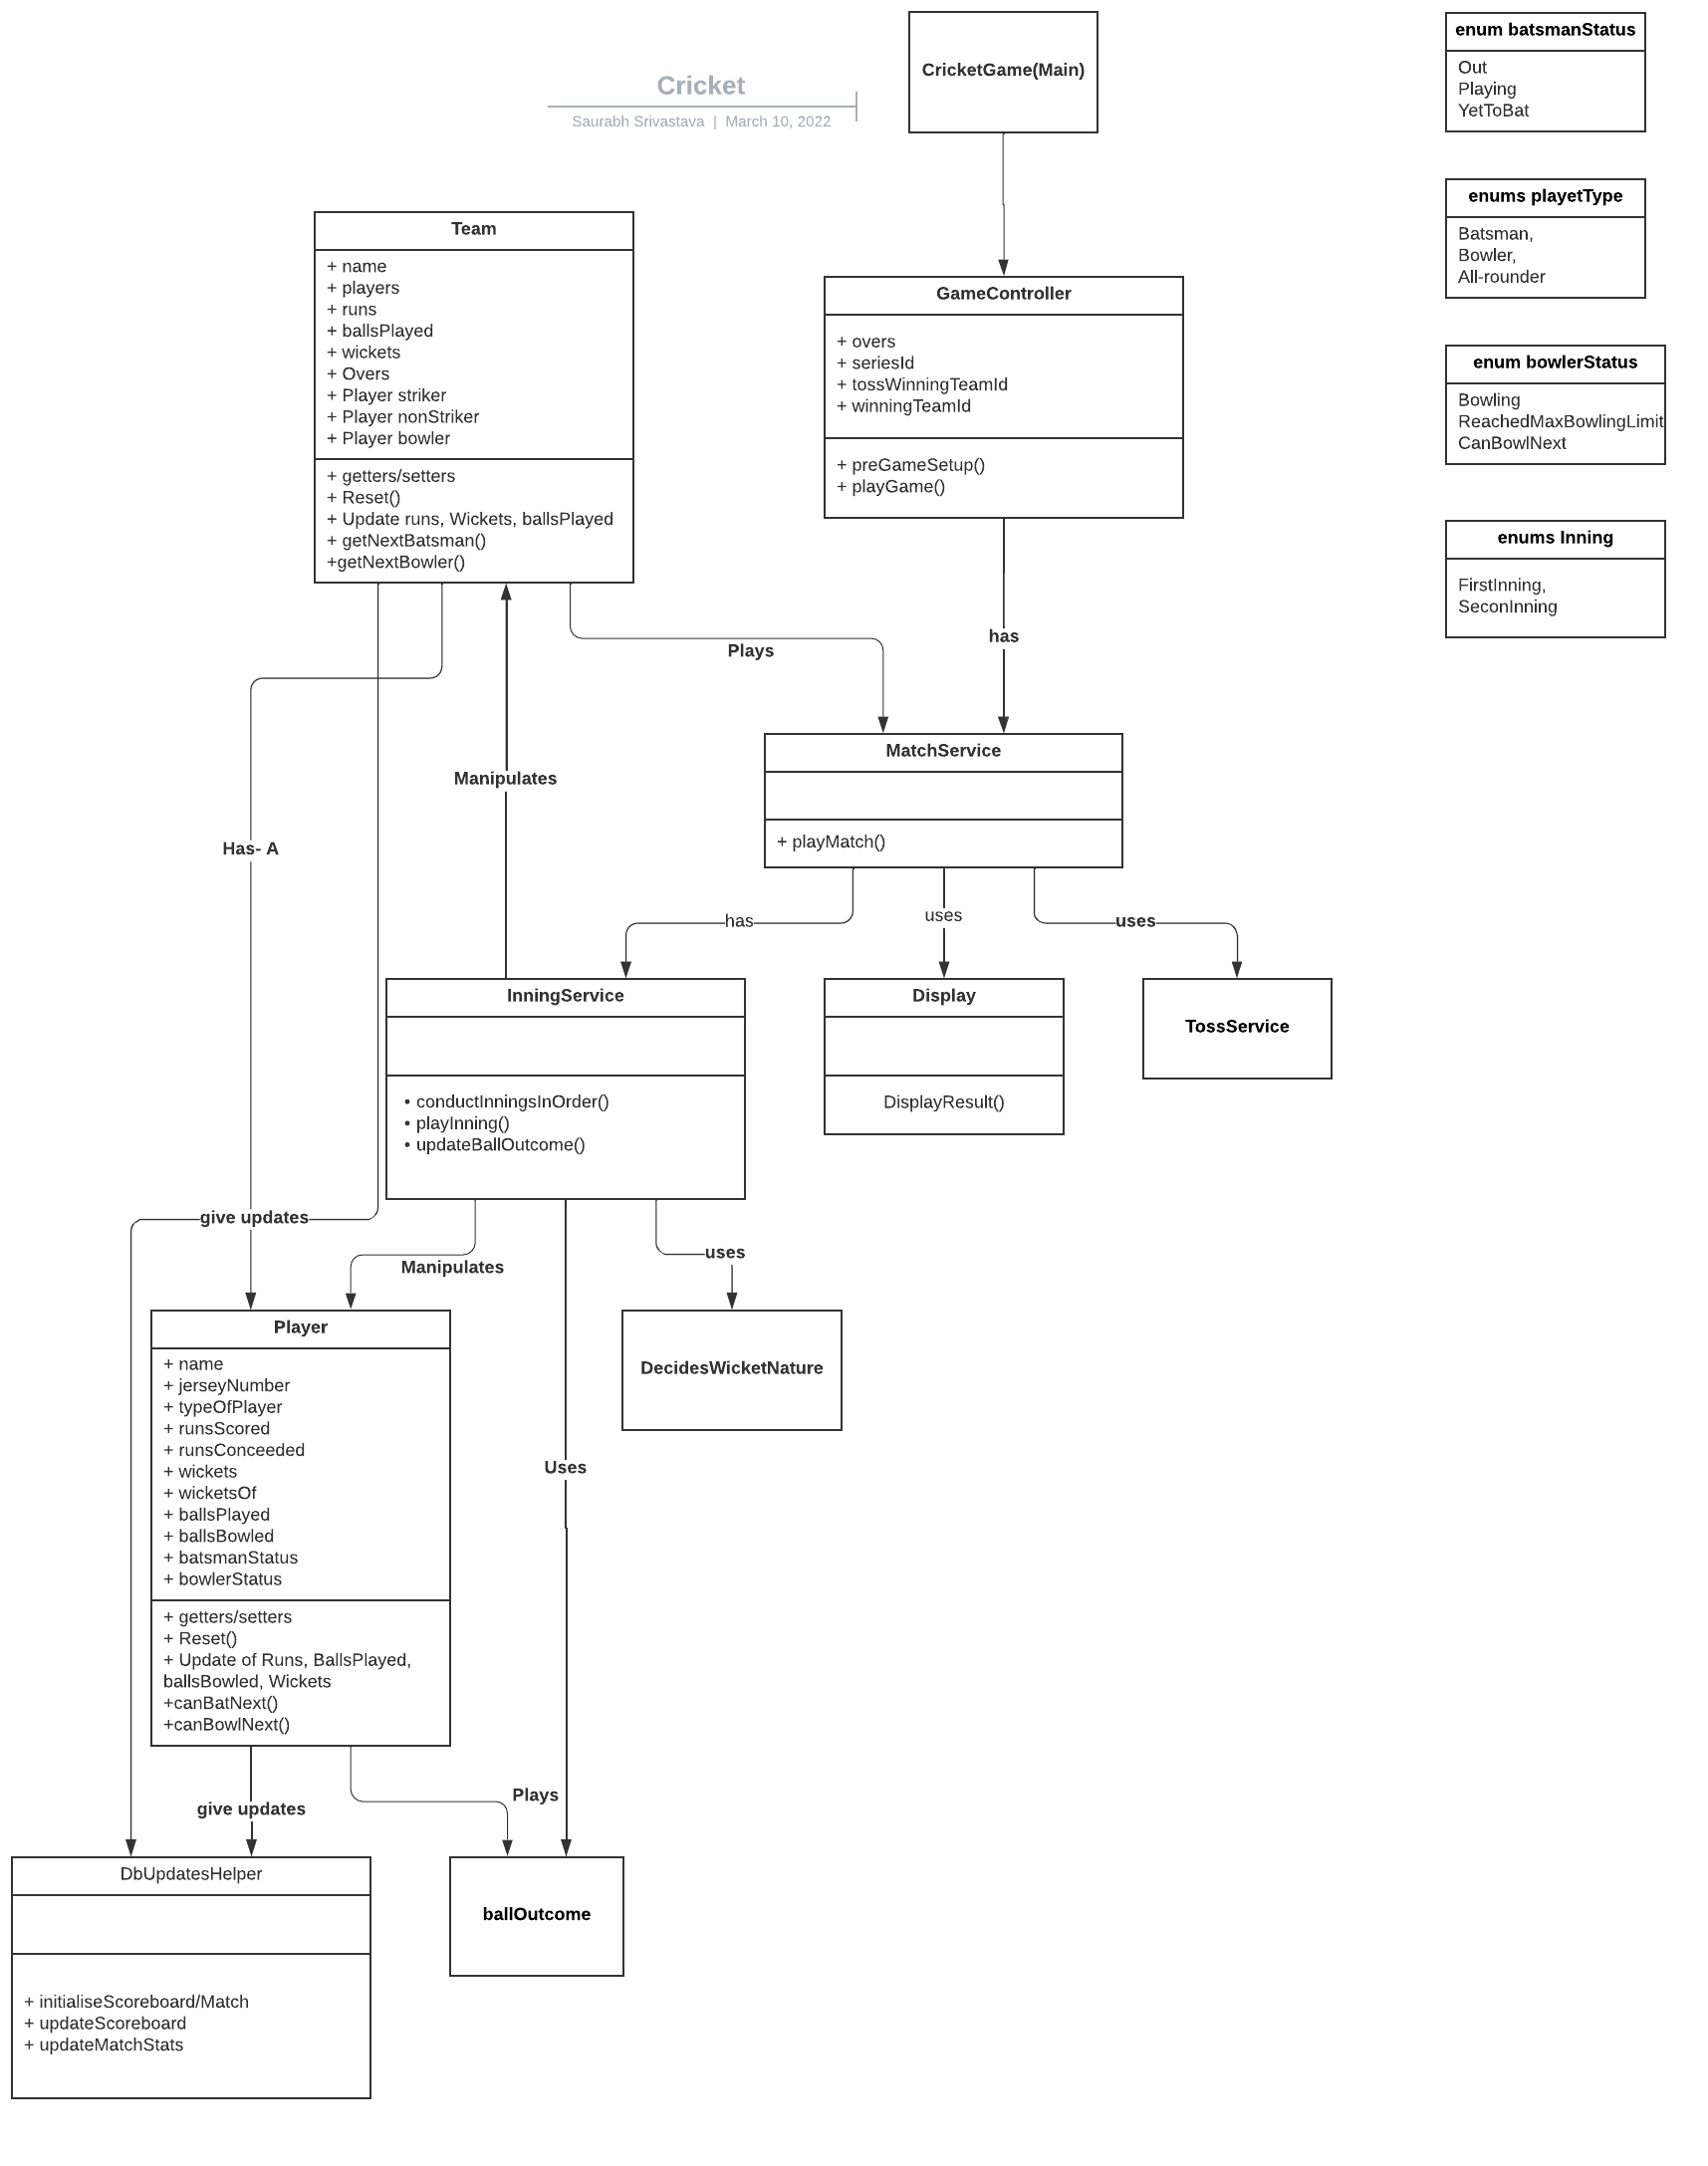 Cricket
Saurabh Srivastava | March 10, 2022
CricketGame(Main)
enum batsmanStatus
Out
Playing
YetToBat
enums playetType
Batsman,
Bowler,
All-rounder
enum bowlerStatus
Bowling
ReachedMaxBowlingLimit
CanBowlNext
enums Inning
FirstInning,
SeconInning
Team
+ name
+ players
+ runs
+ ballsPlayed
+ wickets
+ Overs
+ Player striker
+ Player nonStriker
+ Player bowler
+ getters/setters
+ Reset()
+ Update runs, Wickets, ballsPlayed
+ getNextBatsman()
+getNextBowler()
GameController
+ overs
+ seriesId
+ tossWinningTeamId
+ winningTeamId
+ preGameSetup()
+ playGame()
has
Plays
Manipulates
Has- A
MatchService
+ playMatch()
has
uses
uses
InningService
• conductInningsInOrder()
• playInning()
• updateBallOutcome()
Display
DisplayResult()
TossService
give updates
Manipulates
uses
Uses
Player
+ name
+ jerseyNumber
+ typeOfPlayer
+ runsScored
+ runsConceeded
+ wickets
+ wicketsOf
+ ballsPlayed
+ ballsBowled
+ batsmanStatus
+ bowlerStatus
+ getters/setters
+ Reset()
+ Update of Runs, BallsPlayed,
ballsBowled, Wickets
+canBatNext()
+canBowlNext()
DecidesWicketNature
give updates
Plays
DbUpdatesHelper
+ initialiseScoreboard/Match
+ updateScoreboard
+ updateMatchStats
ballOutcome